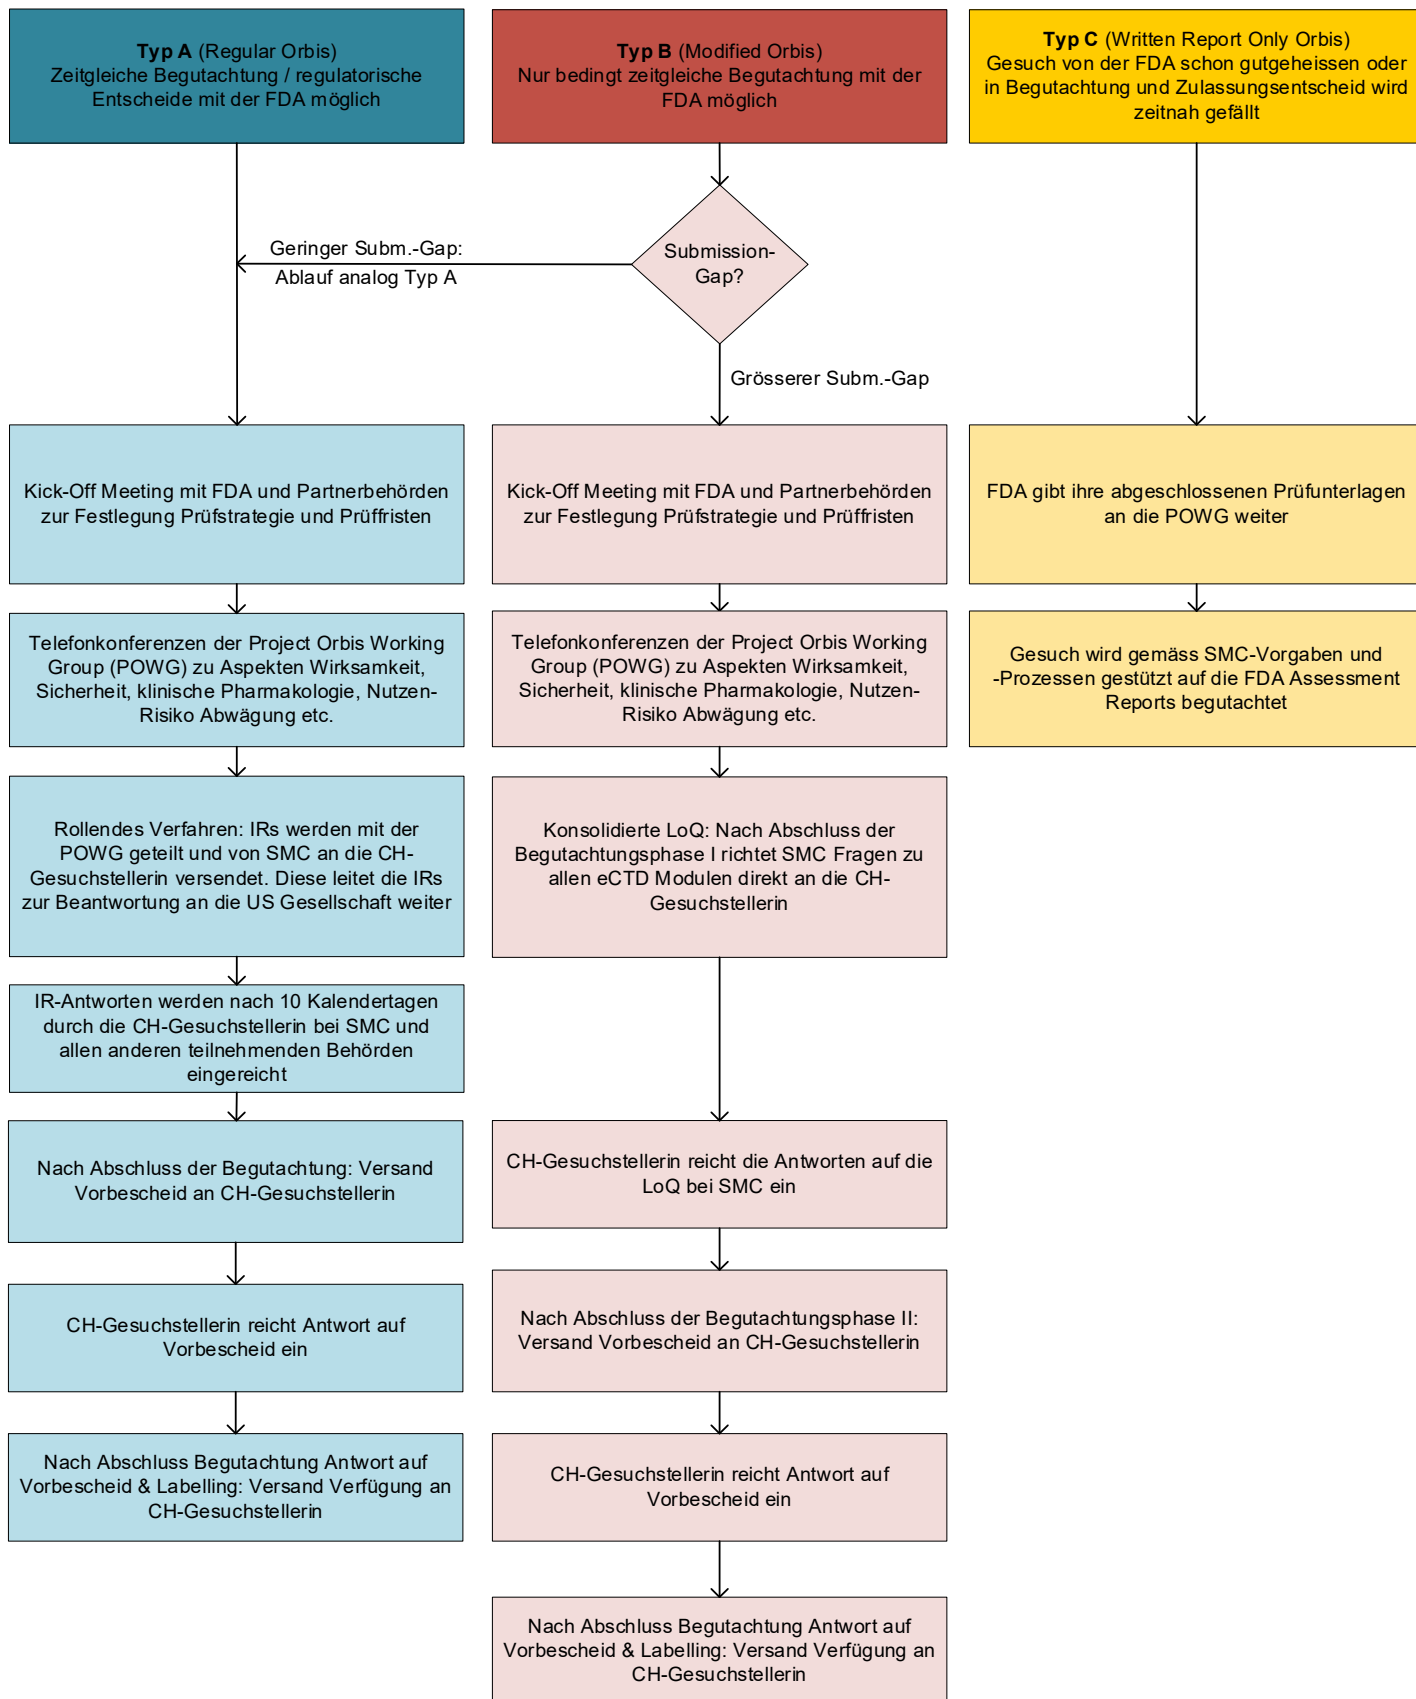 Typ A (Regular Orbis)
Zeitgleiche Begutachtung / regulatorische
Entscheide mit der FDA möglich
Typ B (Modified Orbis)
Nur bedingt zeitgleiche Begutachtung mit der
FDA möglich
Typ C (Written Report Only Orbis)
Gesuch von der FDA schon gutgeheissen oder
in Begutachtung und Zulassungsentscheid wird
zeitnah gefällt
Geringer Subm.-Gap:
Ablauf analog Typ A
Submission-
Gap?
Grösserer Subm.-Gap
Kick-Off Meeting mit FDA und Partnerbehörden
zur Festlegung Prüfstrategie und Prüffristen
Kick-Off Meeting mit FDA und Partnerbehörden
zur Festlegung Prüfstrategie und Prüffristen
FDA gibt ihre abgeschlossenen Prüfunterlagen
an die POWG weiter
Telefonkonferenzen der Project Orbis Working
Group (POWG) zu Aspekten Wirksamkeit,
Sicherheit, klinische Pharmakologie, Nutzen-
Risiko Abwägung etc.
Telefonkonferenzen der Project Orbis Working
Group (POWG) zu Aspekten Wirksamkeit,
Sicherheit, klinische Pharmakologie, Nutzen-
Risiko Abwägung etc.
Gesuch wird gemäss SMC-Vorgaben und
-Prozessen gestützt auf die FDA Assessment
Reports begutachtet
Rollendes Verfahren: IRs werden mit der
POWG geteilt und von SMC an die CH-
Gesuchstellerin versendet. Diese leitet die IRs
zur Beantwortung an die US Gesellschaft weiter
Konsolidierte LoQ: Nach Abschluss der
Begutachtungsphase I richtet SMC Fragen zu
allen eCTD Modulen direkt an die CH-
Gesuchstellerin
IR-Antworten werden nach 10 Kalendertagen
durch die CH-Gesuchstellerin bei SMC und
allen anderen teilnehmenden Behörden
eingereicht
Nach Abschluss der Begutachtung: Versand
Vorbescheid an CH-Gesuchstellerin
CH-Gesuchstellerin reicht die Antworten auf die
LoQ bei SMC ein
CH-Gesuchstellerin reicht Antwort auf
Vorbescheid ein
Nach Abschluss der Begutachtungsphase II:
Versand Vorbescheid an CH-Gesuchstellerin
Nach Abschluss Begutachtung Antwort auf
Vorbescheid & Labelling: Versand Verfügung an
CH-Gesuchstellerin
CH-Gesuchstellerin reicht Antwort auf
Vorbescheid ein
Nach Abschluss Begutachtung Antwort auf
Vorbescheid & Labelling: Versand Verfügung an
CH-Gesuchstellerin